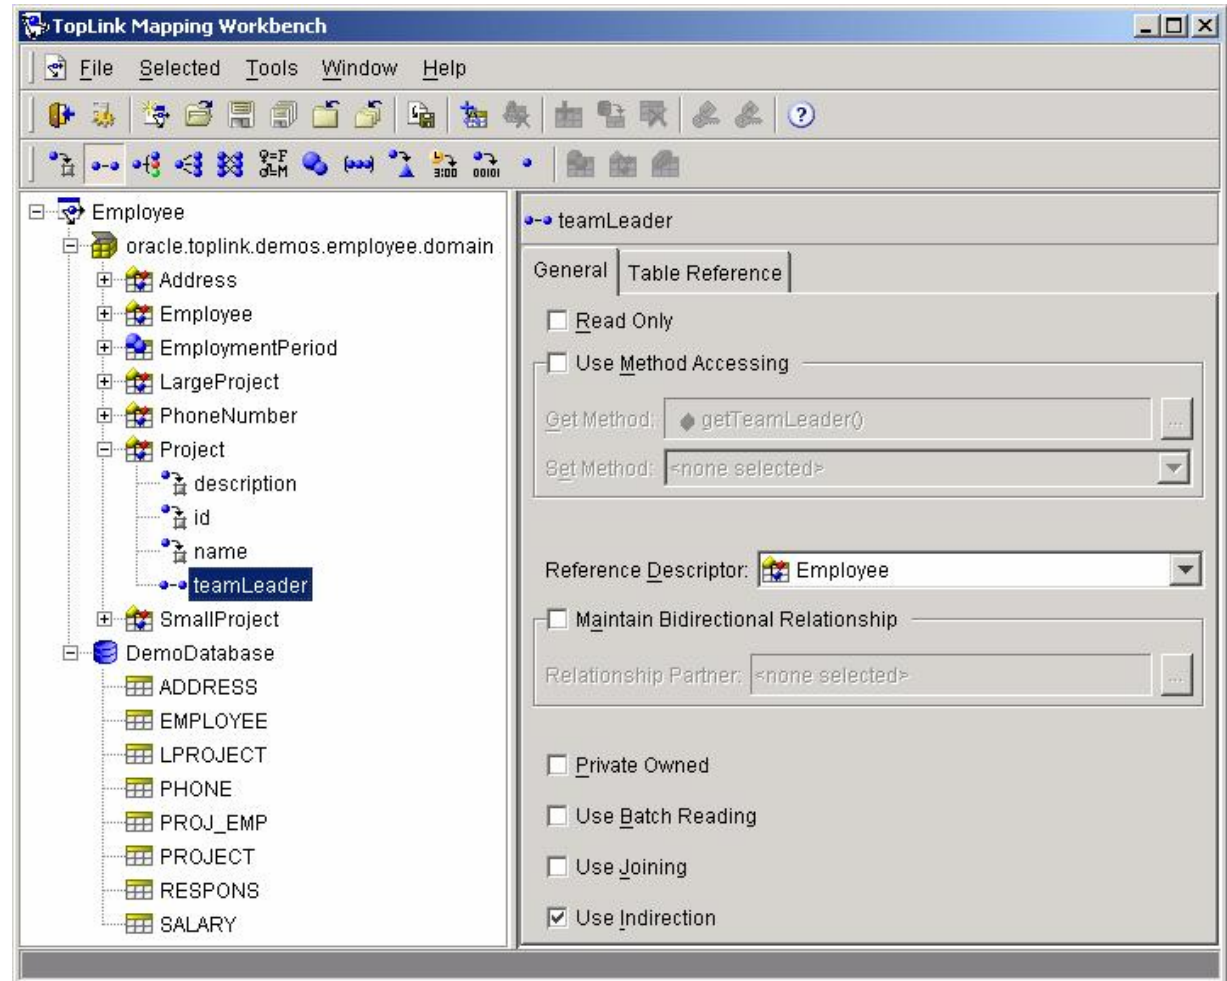 TopLink Mapping Workbench
File Selected Tools Window Help
Employee
oracle.toplink.demos.employee.domain
Address
Employee
EmploymentPeriod
LargeProject
PhoneNumber
Project
description
id
name
teamLeader
SmallProject
DemoDatabase
ADDRESS
EMPLOYEE
LPROJECT
PHONE
PROJ_EMP
PROJECT
RESPONS
SALARY
teamLeader
General Table Reference
Read Only
Use Method Accessing
Get Method: getTeamLeader() ...
Set Method: <none selected>
Reference Descriptor: Employee
Maintain Bidirectional Relationship
Relationship Partner: <none selected> ...
Private Owned
Use Batch Reading
Use Joining
Use Indirection